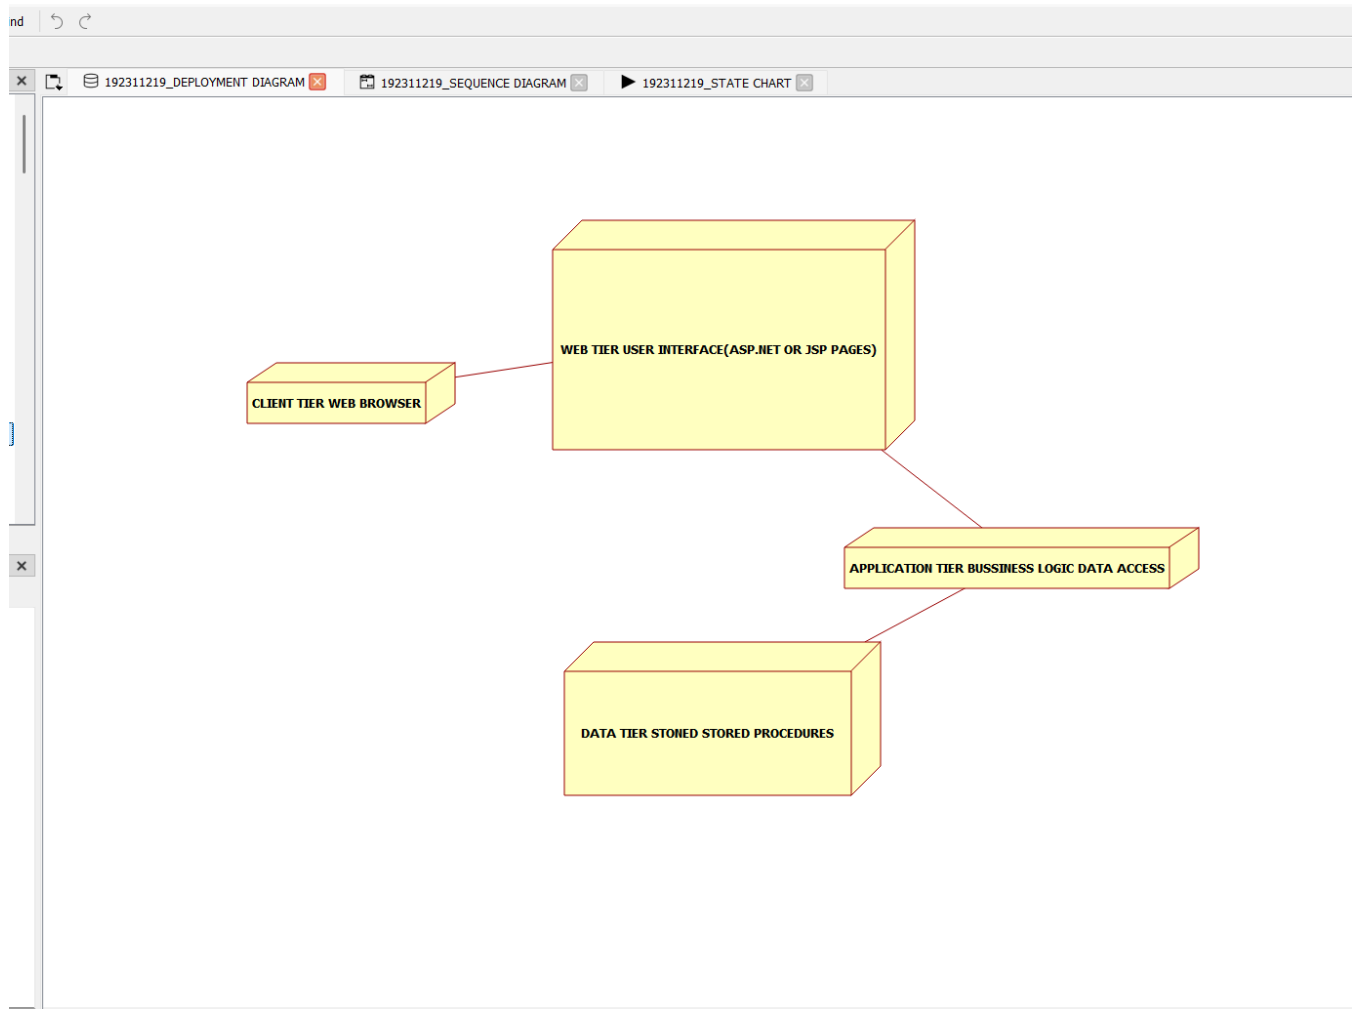 nd
192311219_DEPLOYMENT DIAGRAM
192311219_SEQUENCE DIAGRAM
192311219_STATE CHART
WEB TIER USER INTERFACE(ASP.NET OR JSP PAGES)
CLIENT TIER WEB BROWSER
APPLICATION TIER BUSSINESS LOGIC DATA ACCESS
DATA TIER STONED STORED PROCEDURES